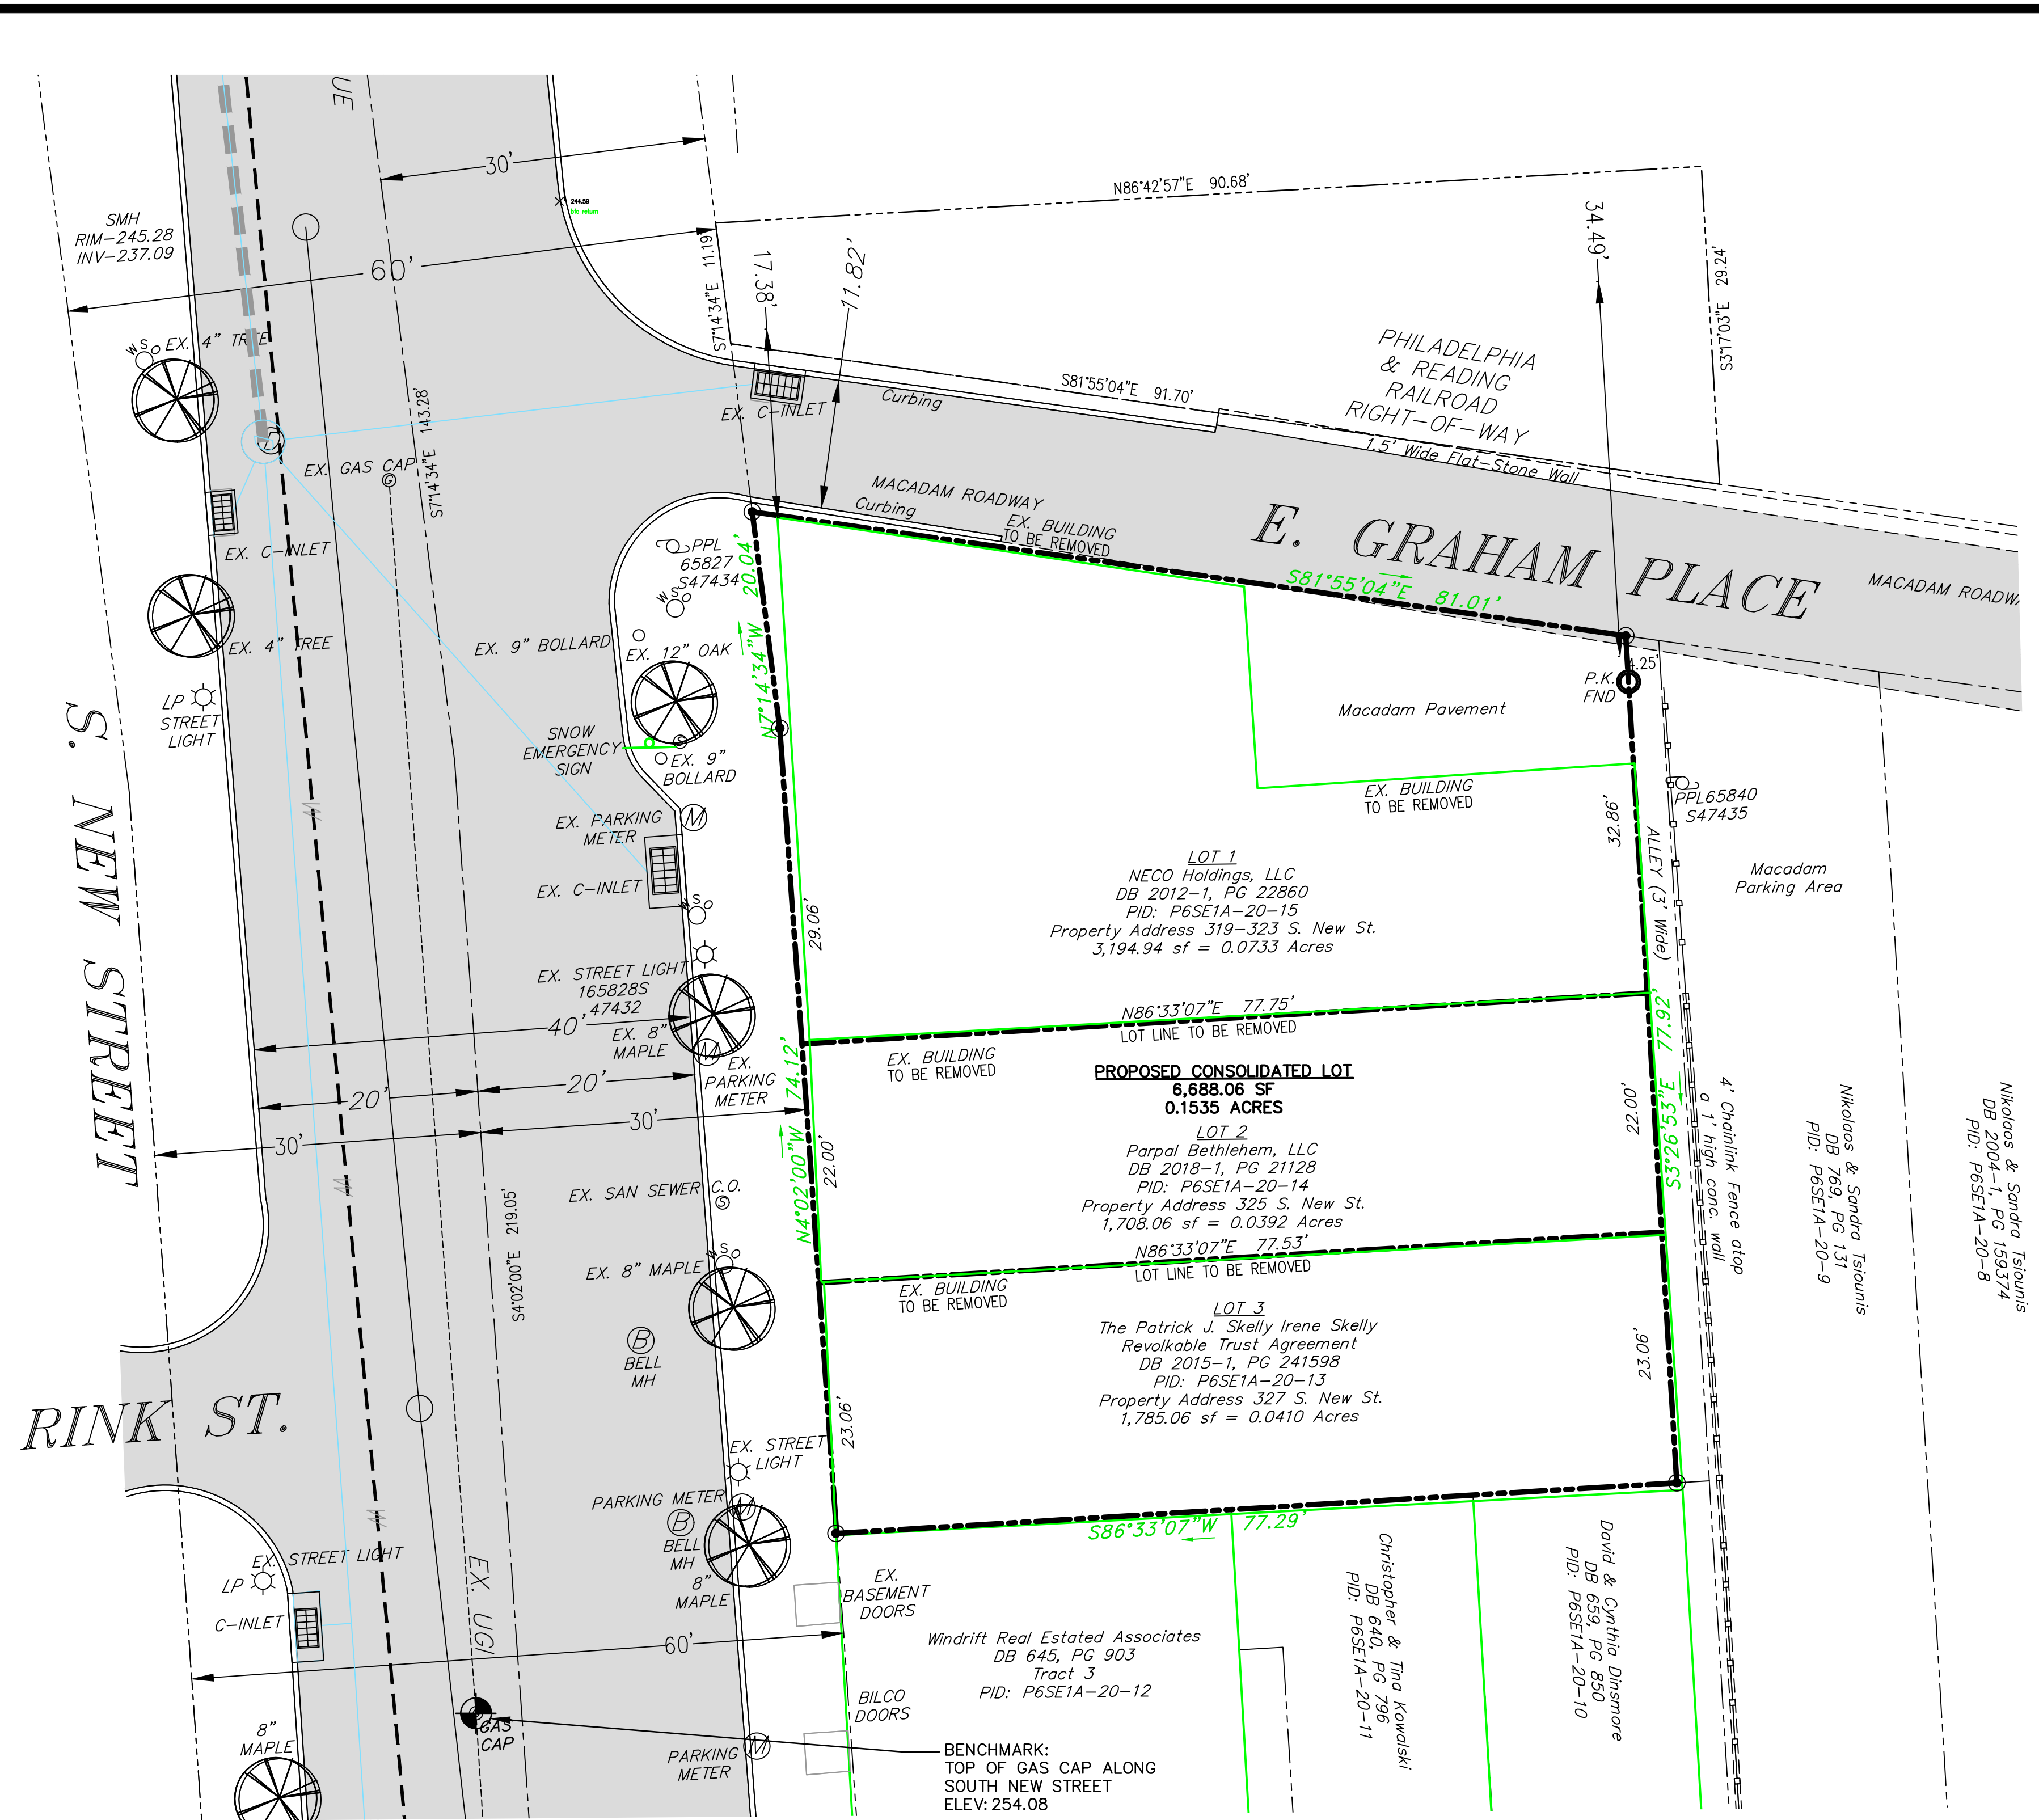 UE
30'
244.59
blc return
N86°42'57"E 90.68'
SMH
RIM-245.28
INV-237.09
60'
S7°14'34"E 11.19
17.38'
11.82'
34.49'
S3°17'03"E 29.24'
PHILADELPHIA
& READING
RAILROAD
RIGHT-OF-WAY
WSO
EX. 4" TREE
S81°55'04"E 91.70'
EX. C-INLET
Curbing
1.5' Wide Flat-Stone Wall
S7°14'34"E 143.28'
EX. GAS CAP
G
MACADAM ROADWAY
Curbing
EX. BUILDING
TO BE REMOVED
E. GRAHAM PLACE
MACADAM ROADWA
EX. C-INLET
PPL
65827
S47434
WSO
20.04'
N7°14'34"W
S81°55'04"E 81.01'
EX. 4" TREE
EX. 9" BOLLARD
EX. 12" OAK
4.25'
P.K.
FND
Macadam Pavement
LP
STREET
LIGHT
S. NEW STREET
SNOW
EMERGENCY
SIGN
S
EX. 9"
BOLLARD
EX. BUILDING
TO BE REMOVED
PPL65840
S47435
W
EX. PARKING
METER
M
32.86'
ALLEY (3' Wide)
Macadam
Parking Area
EX. C-INLET
WSO
29.06'
LOT 1
NECO Holdings, LLC
DB 2012-1, PG 22860
PID: P6SE1A-20-15
Property Address 319-323 S. New St.
3,194.94 sf = 0.0733 Acres
EX. STREET LIGHT
165828S
47432
40'
EX. 8"
MAPLE
M
EX.
PARKING
METER
N86°33'07"E 77.75'
LOT LINE TO BE REMOVED
EX. BUILDING
TO BE REMOVED
PROPOSED CONSOLIDATED LOT
6,688.06 SF
0.1535 ACRES
20'
20'
30'
30'
N4°02'00"W 74.12'
22.00'
22.00'
S3°26'53"E 77.92'
4' Chainlink Fence atop
a 1' high conc. wall
Nikolaos & Sandra Tsiounis
DB 769, PG 131
PID: P6SE1A-20-9
Nikolaos & Sandra Tsiounis
DB 2004-1, PG 159374
PID: P6SE1A-20-8
LOT 2
Parpal Bethlehem, LLC
DB 2018-1, PG 21128
PID: P6SE1A-20-14
Property Address 325 S. New St.
1,708.06 sf = 0.0392 Acres
W
EX. SAN SEWER C.O.
S
S4°02'00"E 219.05'
N86°33'07"E 77.53'
LOT LINE TO BE REMOVED
WSO
EX. 8" MAPLE
EX. BUILDING
TO BE REMOVED
LOT 3
The Patrick J. Skelly Irene Skelly
Revolkable Trust Agreement
DB 2015-1, PG 241598
PID: P6SE1A-20-13
Property Address 327 S. New St.
1,785.06 sf = 0.0410 Acres
23.06'
23.06'
B
BELL
MH
RINK ST.
EX. STREET
LIGHT
PARKING METER
M
W
B
BELL
MH
8"
MAPLE
S86°33'07"W 77.29'
EX. STREET LIGHT
LP
C-INLET
EX. UGI
EX.
BASEMENT
DOORS
60'
Windrift Real Estated Associates
DB 645, PG 903
Tract 3
PID: P6SE1A-20-12
Christopher & Tina Kowalski
DB 640, PG 796
PID: P6SE1A-20-11
David & Cynthia Dinsmore
DB 659, PG 850
PID: P6SE1A-20-10
BILCO
DOORS
GAS
CAP
8"
MAPLE
PARKING
METER
M
BENCHMARK:
TOP OF GAS CAP ALONG
SOUTH NEW STREET
ELEV: 254.08